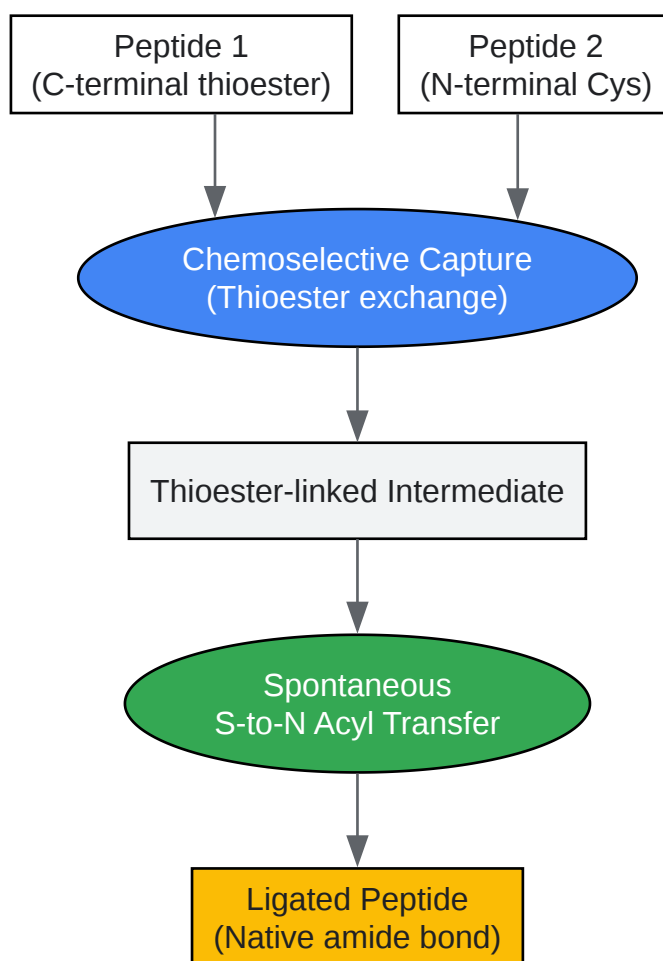 Peptide 1
(C-terminal thioester)
Peptide 2
(N-terminal Cys)
Chemoselective Capture
(Thioester exchange)
Thioester-linked Intermediate
Spontaneous
S-to-N Acyl Transfer
Ligated Peptide
(Native amide bond)